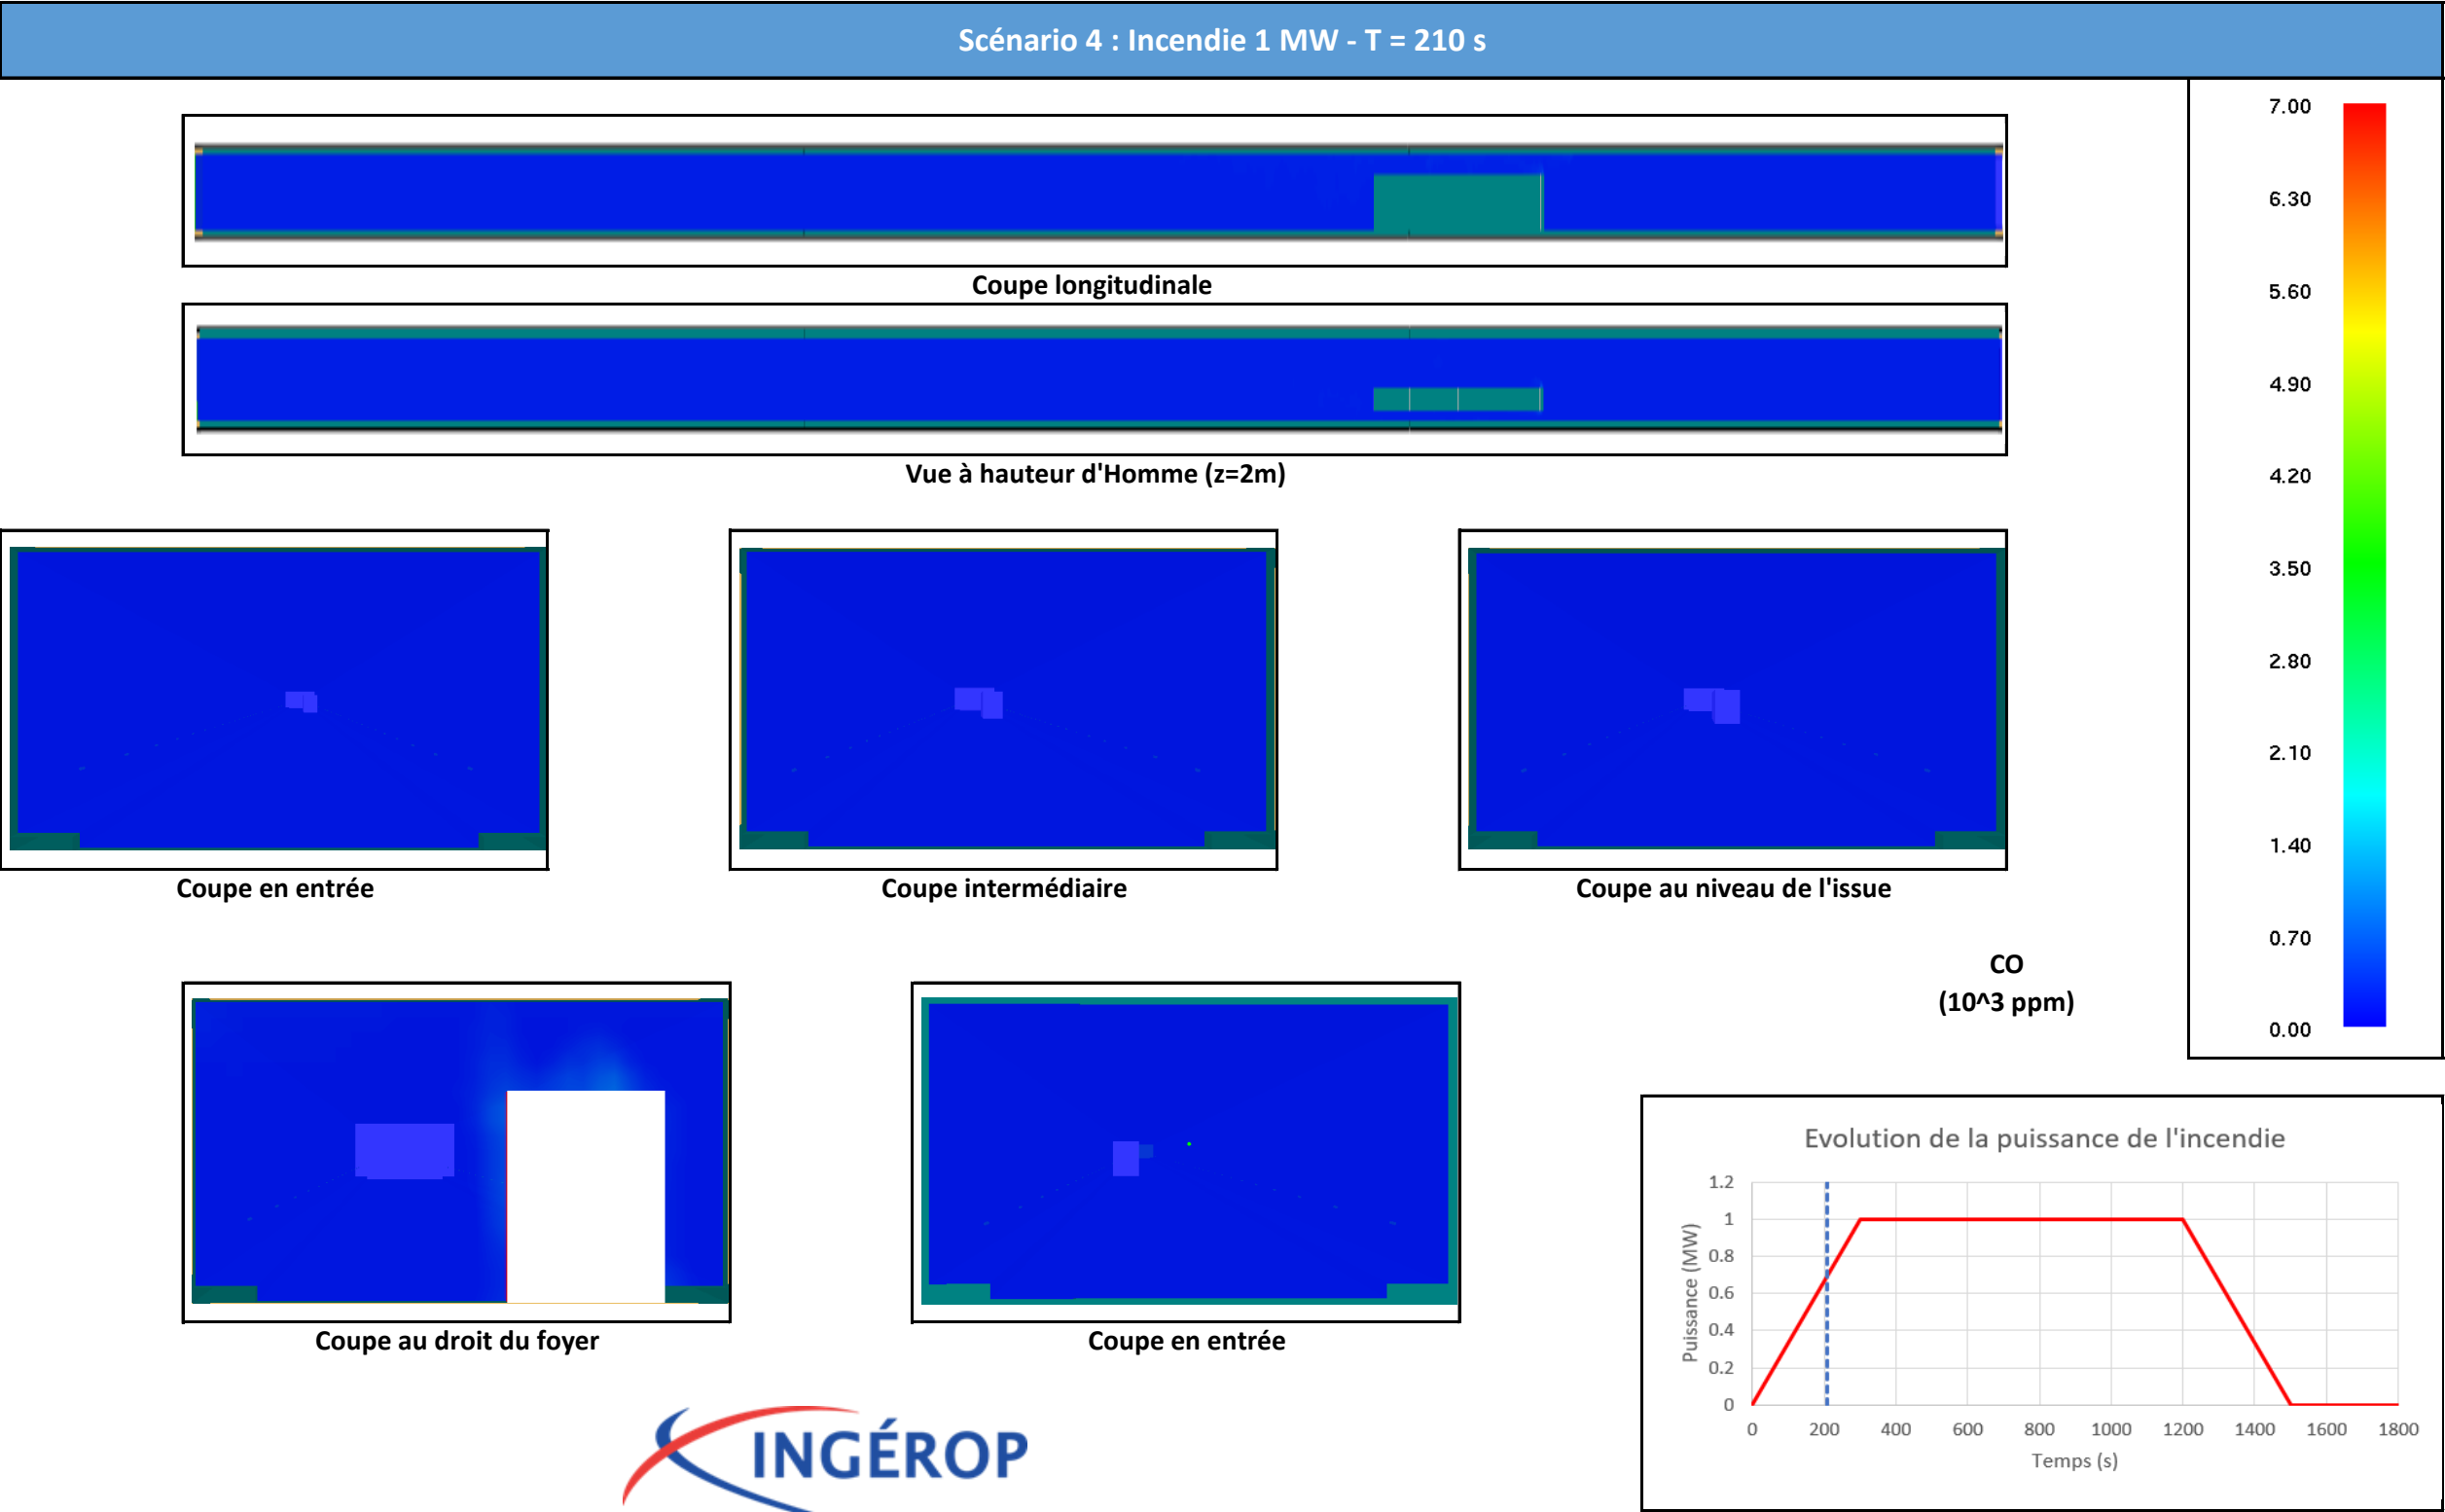 Scénario 4 : Incendie 1 MW - T = 210 s
7.00
6.30
5.60
4.90
4.20
3.50
2.80
2.10
1.40
0.70
0.00
Coupe longitudinale
Vue à hauteur d'Homme (z=2m)
Coupe en entrée
Coupe intermédiaire
Coupe au niveau de l'issue
CO
(10^3 ppm)
Coupe au droit du foyer
Coupe en entrée
Evolution de la puissance de l'incendie
Puissance (MW)
1.2
1
0.8
0.6
0.4
0.2
0
0 200 400 600 800 1000 1200 1400 1600 1800
Temps (s)
INGÉROP